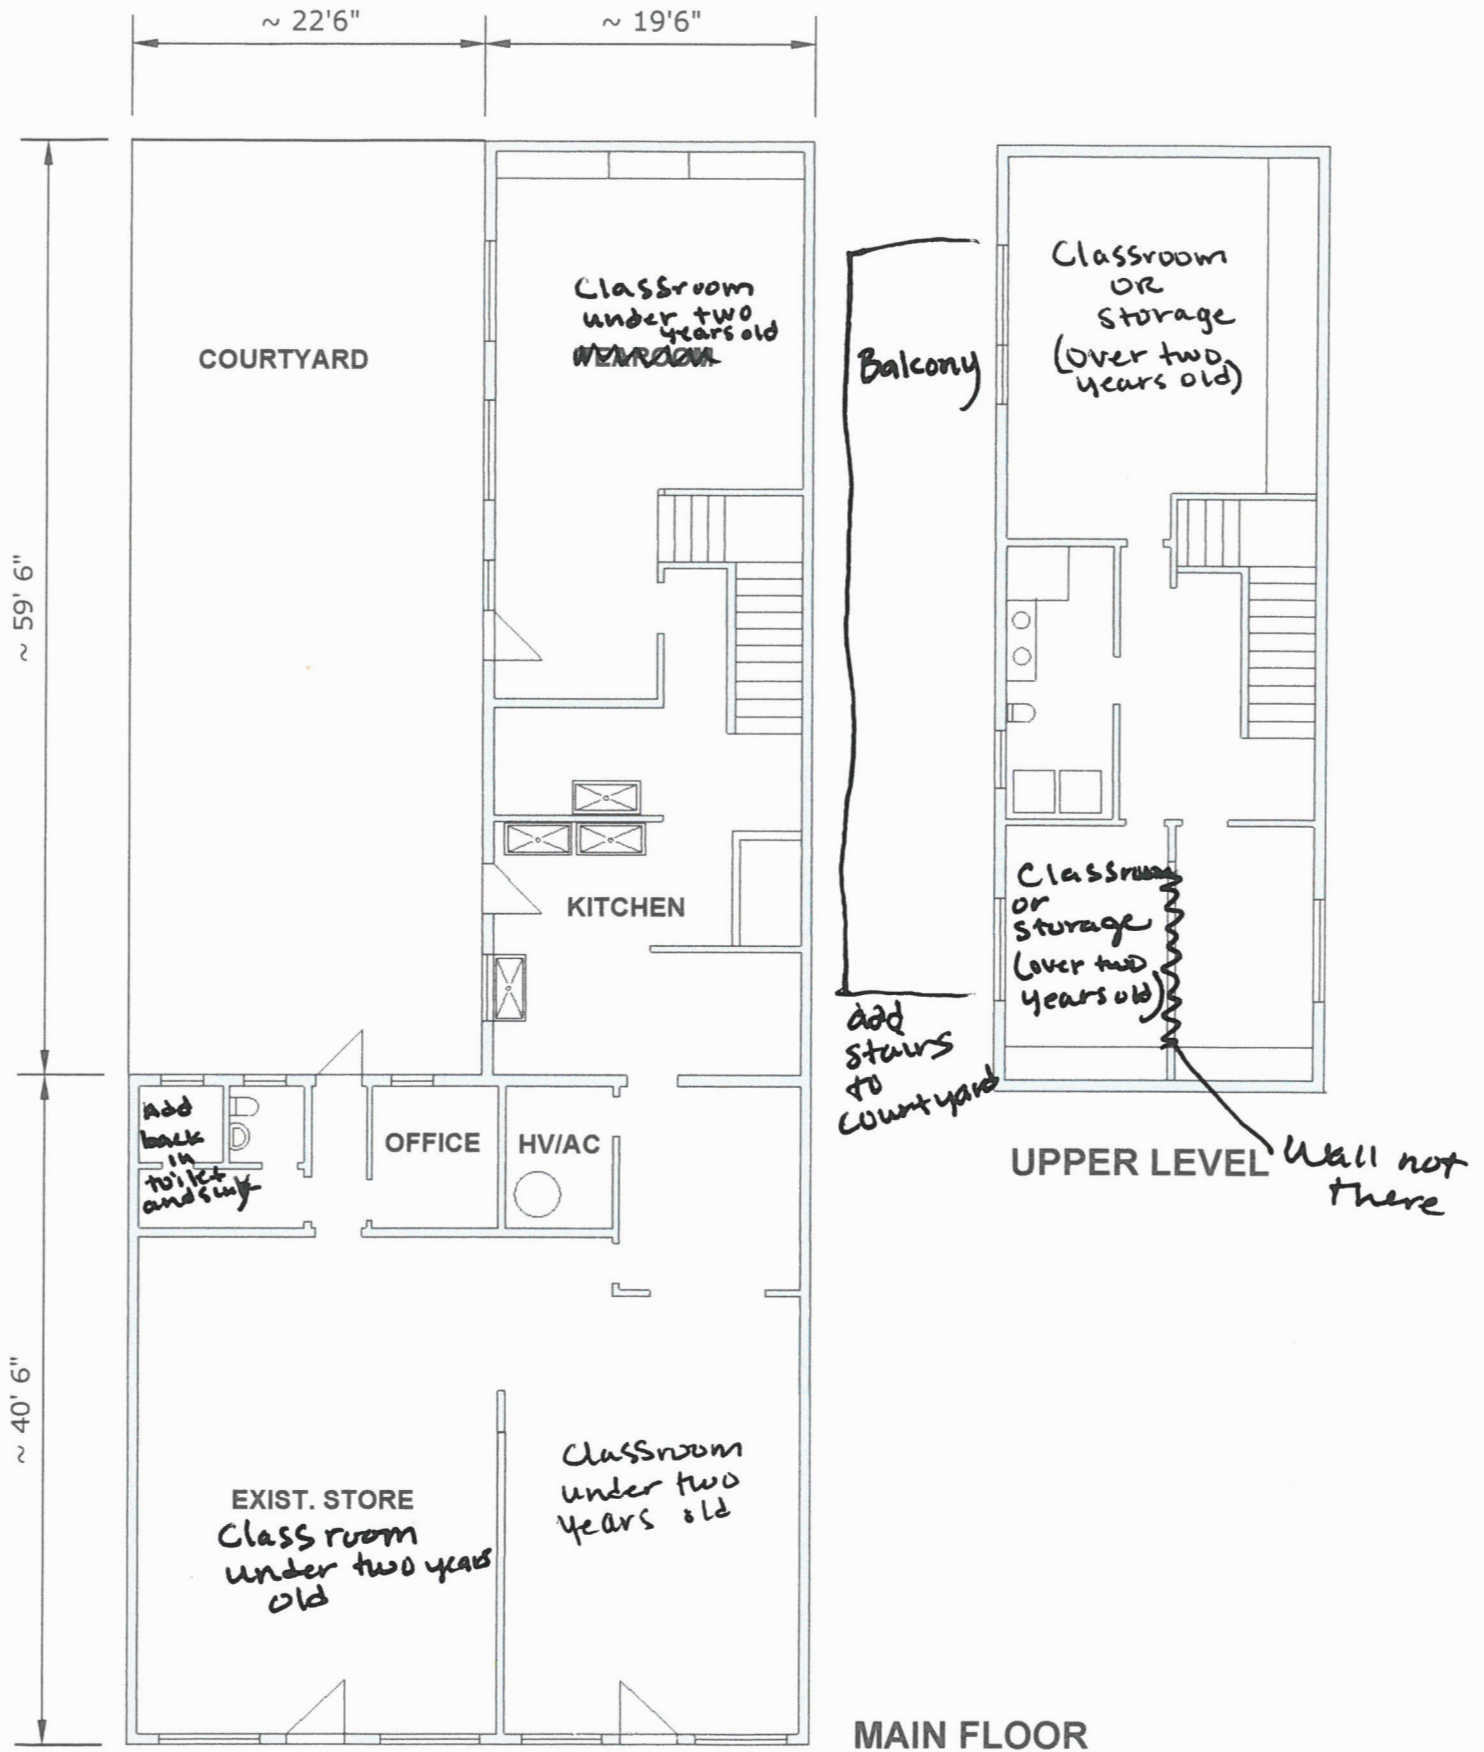 ~ 22'6"
~ 19'6"
~ 59' 6"
~ 40' 6"
COURTYARD
Classroom
under two
years old
Balcony
Classroom
OR
storage
(over two
years old)
KITCHEN
Classroom
or
storage
(over two
years old)
add
stairs
to
courtyard
Add
back
in
toilet
and sink
OFFICE
HV/AC
UPPER LEVEL
Wall not
there
EXIST. STORE
Classroom
under two years
old
Classroom
under two
years old
MAIN FLOOR